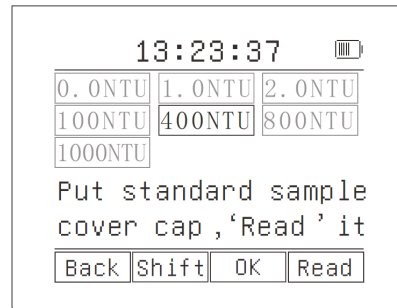 13:23:37
0.0NTU 1.0NTU 2.0NTU
100NTU 400NTU 800NTU
1000NTU
Put standard sample
cover cap ,‘Read ’ it
Back Shift OK Read